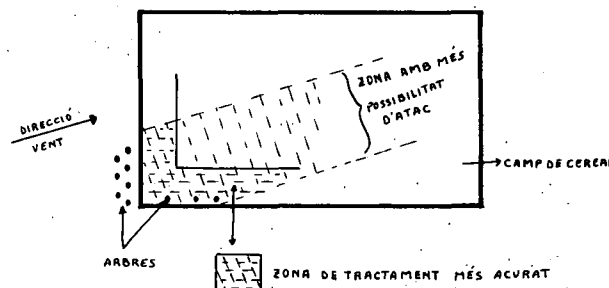 ZONA AMB MÉS
POSSIBILITAT
D'ATAC
DIRECCIÓ
VENT
CAMP DE CEREAL
ARBRES
ZONA DE TRACTAMENT MÉS ACURAT